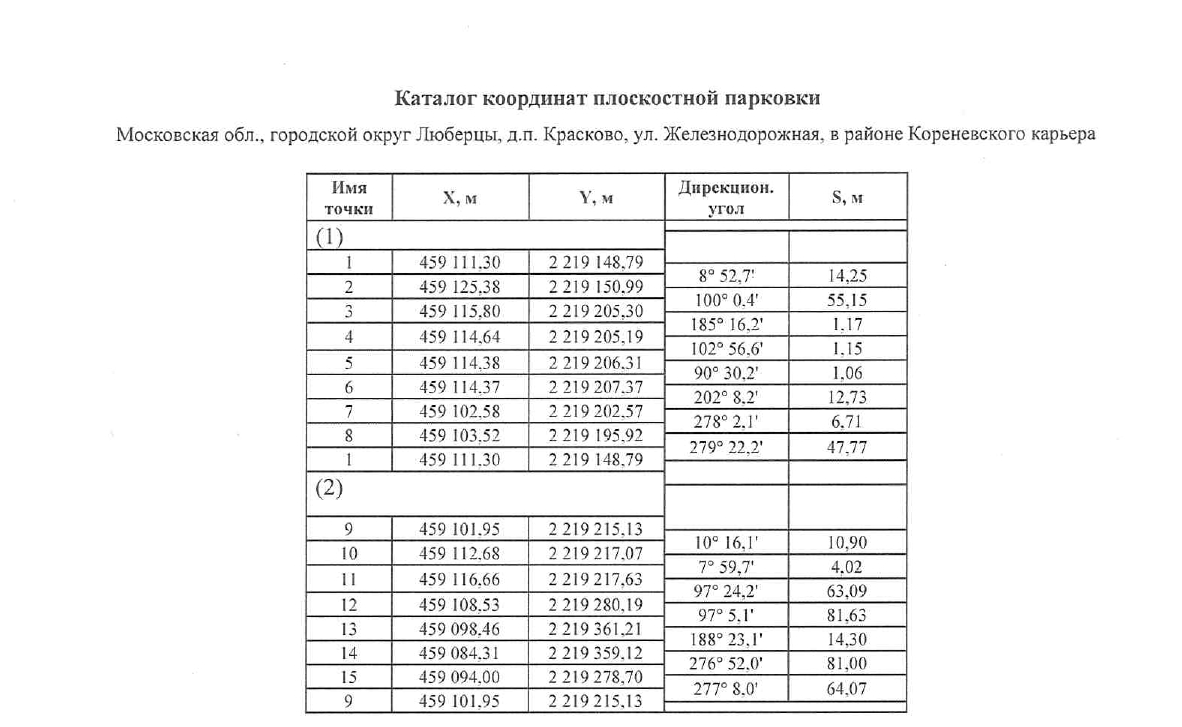 Каталог координат плоскостной парковки
Московская обл., городской округ Люберцы, д.п. Красково, ул. Железнодорожная, в районе Кореневского карьера
Имя точки X, м Y, м Дирекцион. угол S, м
(1)
1 459 111,30 2 219 148,79
8° 52,7' 14,25
2 459 125,38 2 219 150,99
100° 0,4' 55,15
3 459 115,80 2 219 205,30
185° 16,2' 1,17
4 459 114,64 2 219 205,19
102° 56,6' 1,15
5 459 114,38 2 219 206,31
90° 30,2' 1,06
6 459 114,37 2 219 207,37
202° 8,2' 12,73
7 459 102,58 2 219 202,57
278° 2,1' 6,71
8 459 103,52 2 219 195,92
279° 22,2' 47,77
1 459 111,30 2 219 148,79
(2)
9 459 101,95 2 219 215,13
10° 16,1' 10,90
10 459 112,68 2 219 217,07
7° 59,7' 4,02
11 459 116,66 2 219 217,63
97° 24,2' 63,09
12 459 108,53 2 219 280,19
97° 5,1' 81,63
13 459 098,46 2 219 361,21
188° 23,1' 14,30
14 459 084,31 2 219 359,12
276° 52,0' 81,00
15 459 094,00 2 219 278,70
277° 8,0' 64,07
9 459 101,95 2 219 215,13